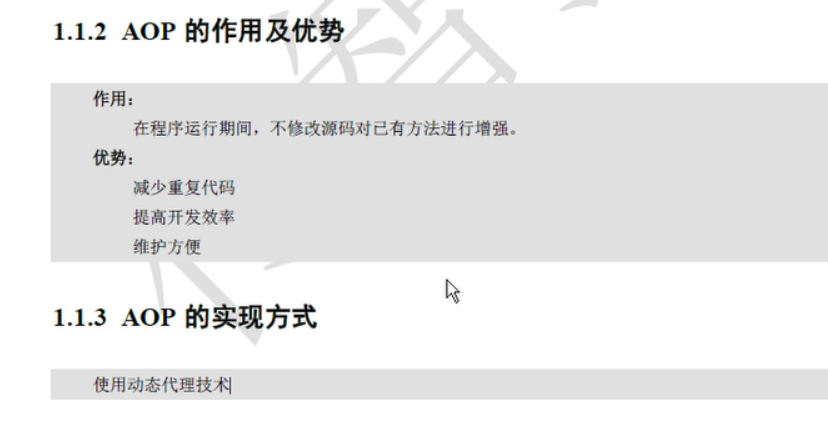 1.1.2 AOP 的作用及优势
作用：
在程序运行期间，不修改源码对已有方法进行增强。
优势：
减少重复代码
提高开发效率
维护方便
1.1.3 AOP 的实现方式
使用动态代理技术